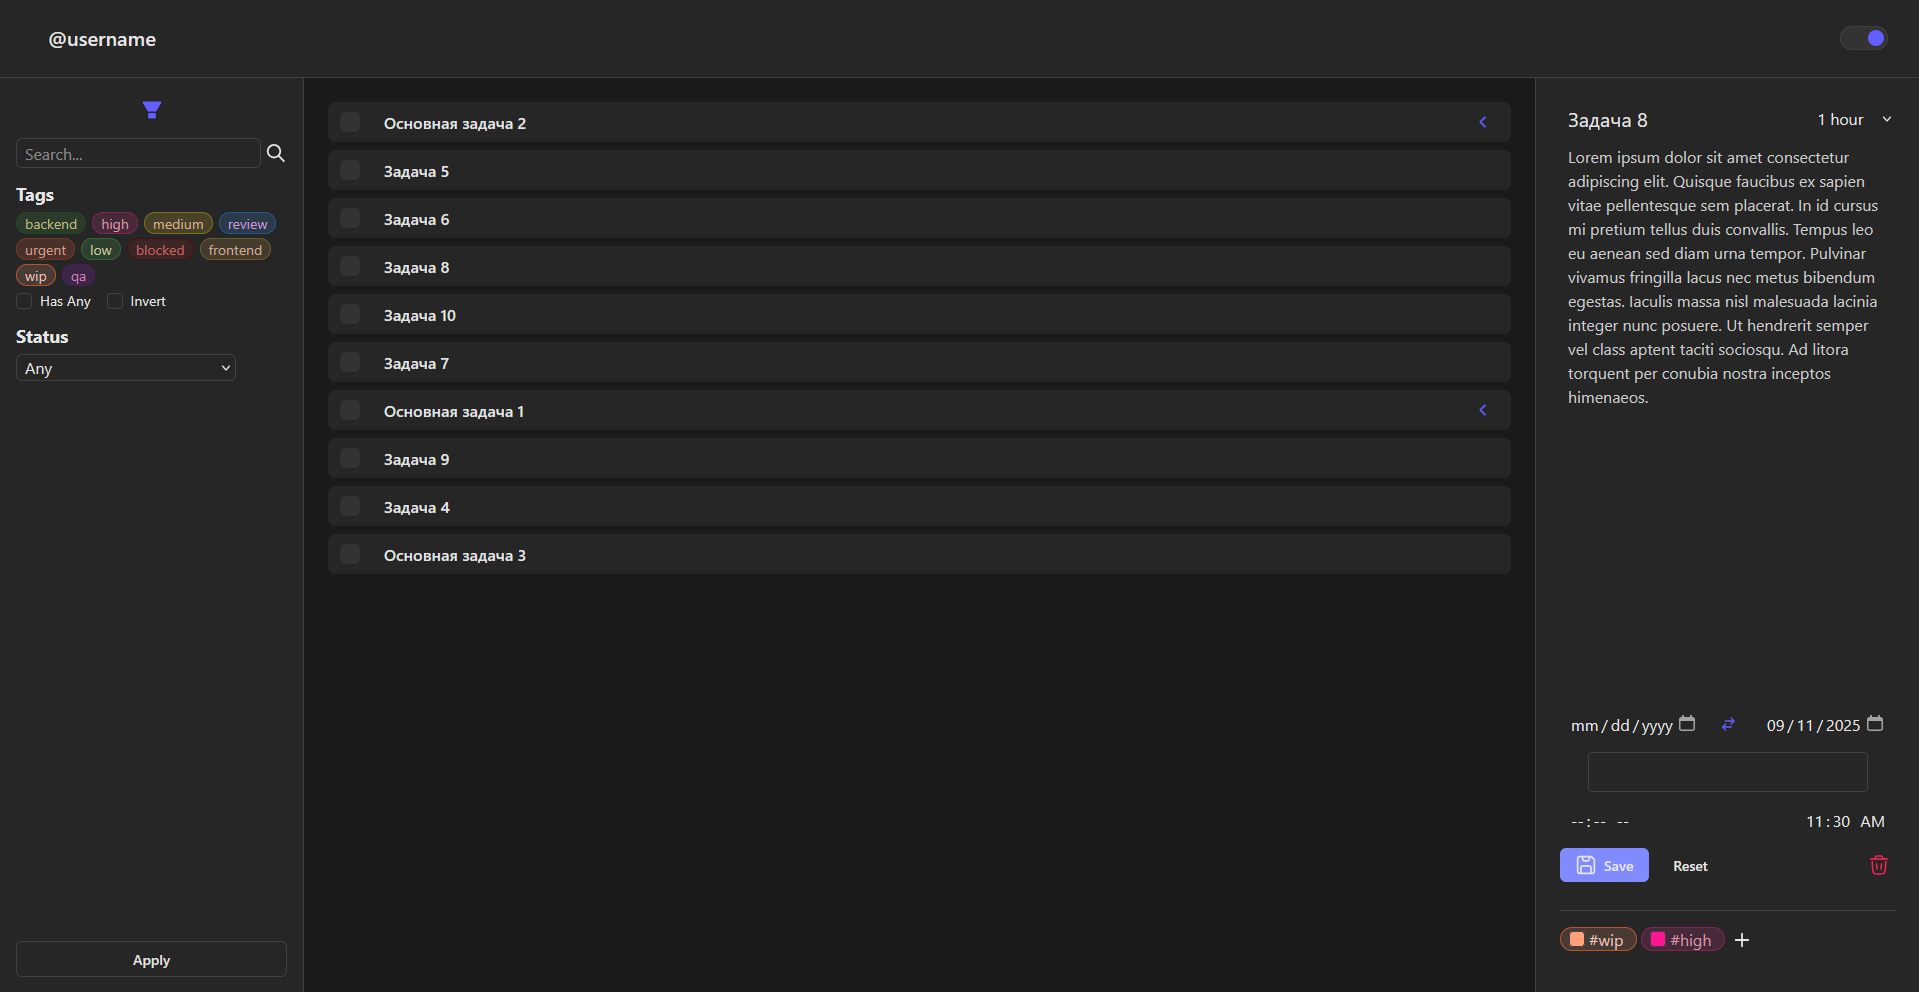 @username
Search...
Tags
backend high medium review
urgent low blocked frontend
wip qa
Has Any Invert
Status
Any
Apply
Основная задача 2
Задача 5
Задача 6
Задача 8
Задача 10
Задача 7
Основная задача 1
Задача 9
Задача 4
Основная задача 3
Задача 8 1 hour
Lorem ipsum dolor sit amet consectetur
adipiscing elit. Quisque faucibus ex sapien
vitae pellentesque sem placerat. In id cursus
mi pretium tellus duis convallis. Tempus leo
eu aenean sed diam urna tempor. Pulvinar
vivamus fringilla lacus nec metus bibendum
egestas. Iaculis massa nisl malesuada lacinia
integer nunc posuere. Ut hendrerit semper
vel class aptent taciti sociosqu. Ad litora
torquent per conubia nostra inceptos
himenaeos.
mm/dd/yyyy 09/11/2025
--:-- -- 11:30 AM
Save Reset
#wip #high